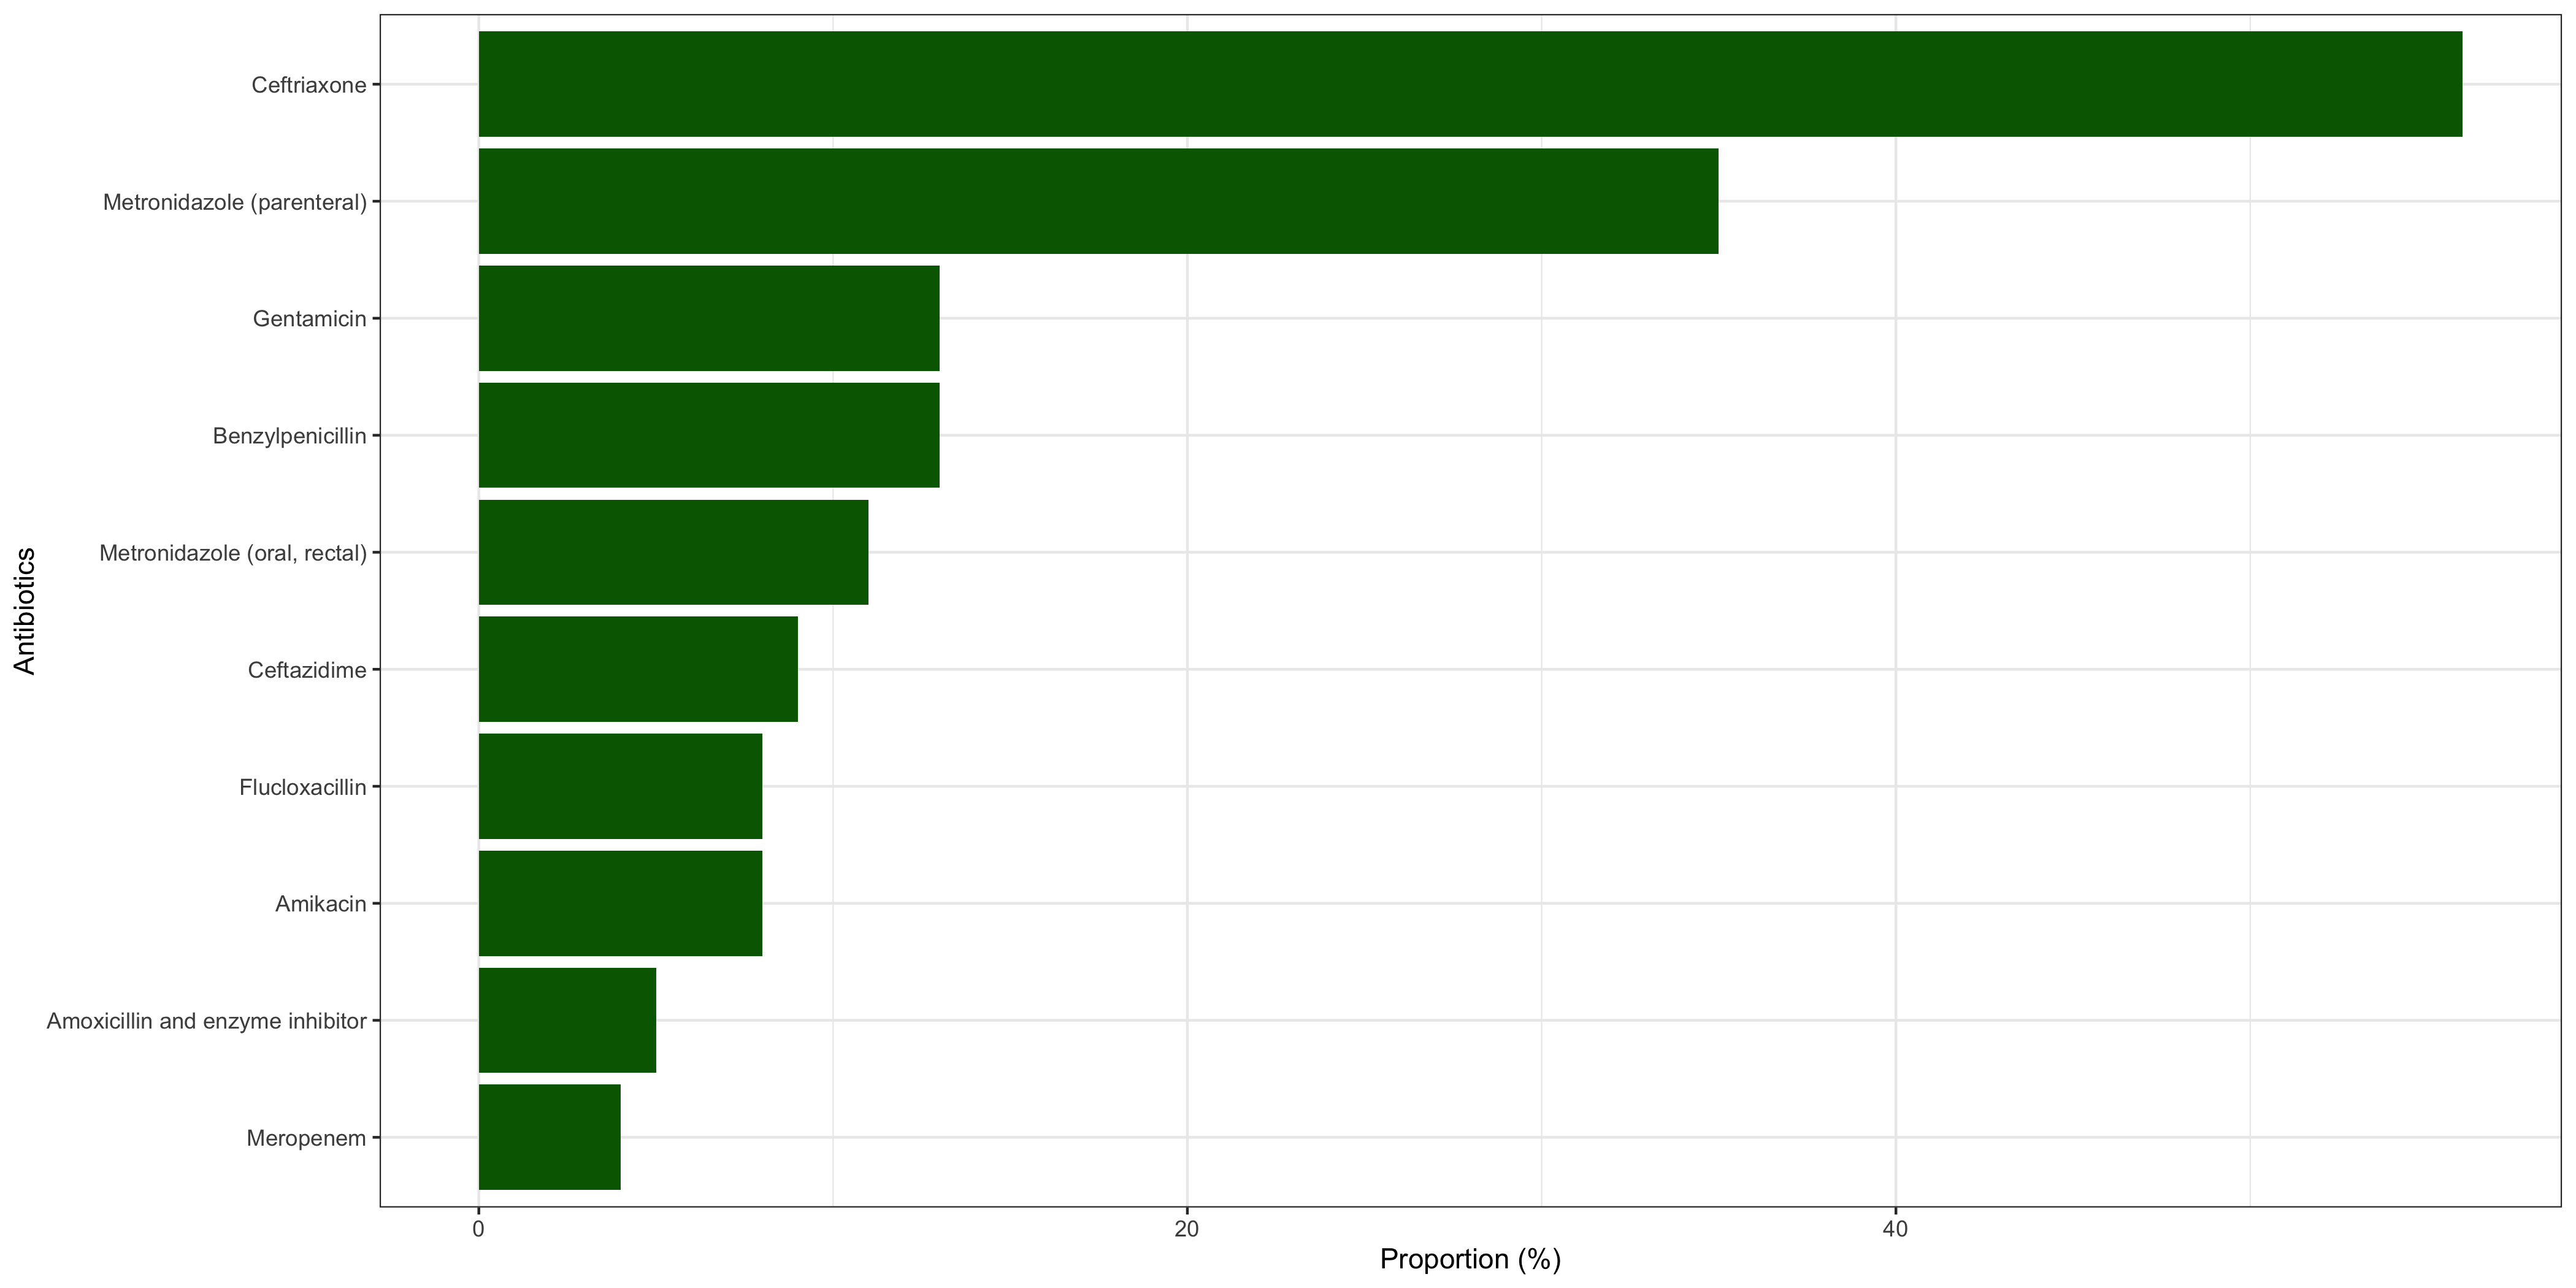 Ceftriaxone
Metronidazole (parenteral)
Gentamicin
Benzylpenicillin
Metronidazole (oral, rectal)
Ceftazidime
Flucloxacillin
Amikacin
Amoxicillin and enzyme inhibitor
Meropenem
Antibiotics
0 20 40
Proportion (%)